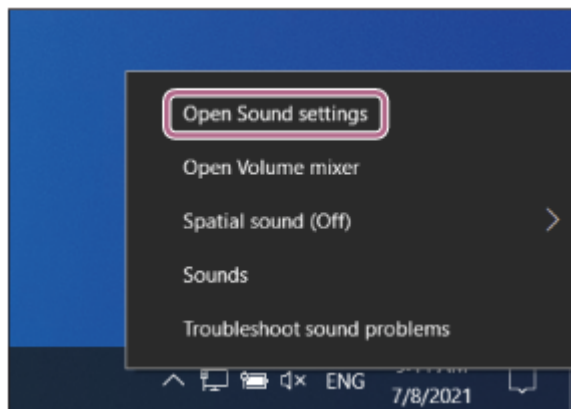 Open Sound settings
Open Volume mixer
Spatial sound (Off)
Sounds
Troubleshoot sound problems
ENG
7/8/2021